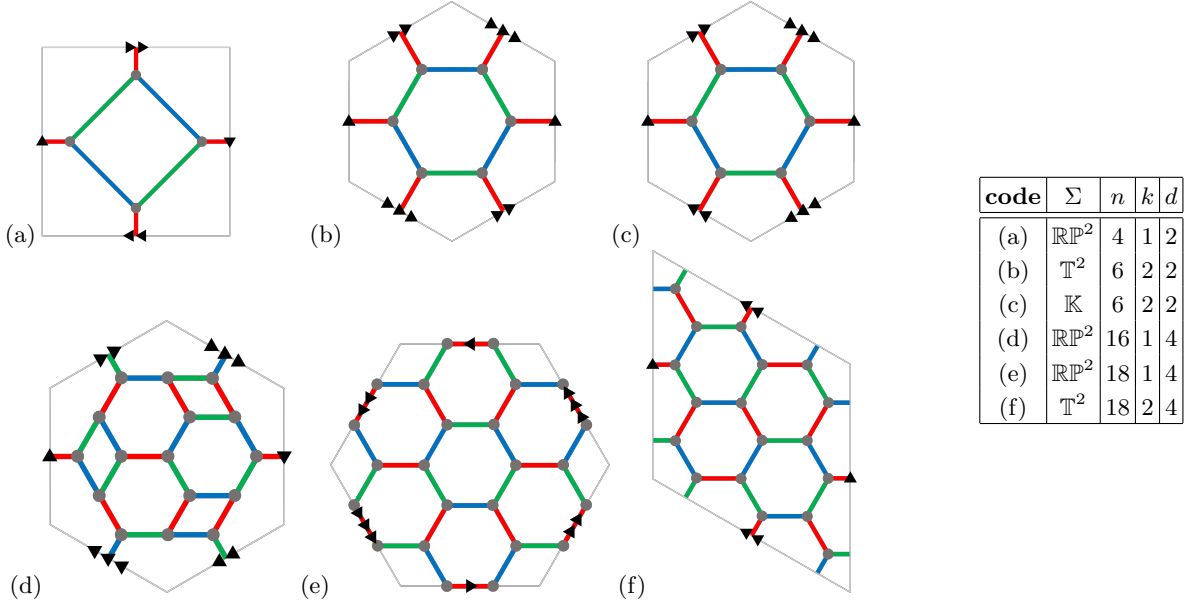 (a)
(b)
(c)
(d)
(e)
(f)
code Σ n k d
(a) ℝℙ² 4 1 2
(b) 𝕋² 6 2 2
(c) 𝕂 6 2 2
(d) ℝℙ² 16 1 4
(e) ℝℙ² 18 1 4
(f) 𝕋² 18 2 4